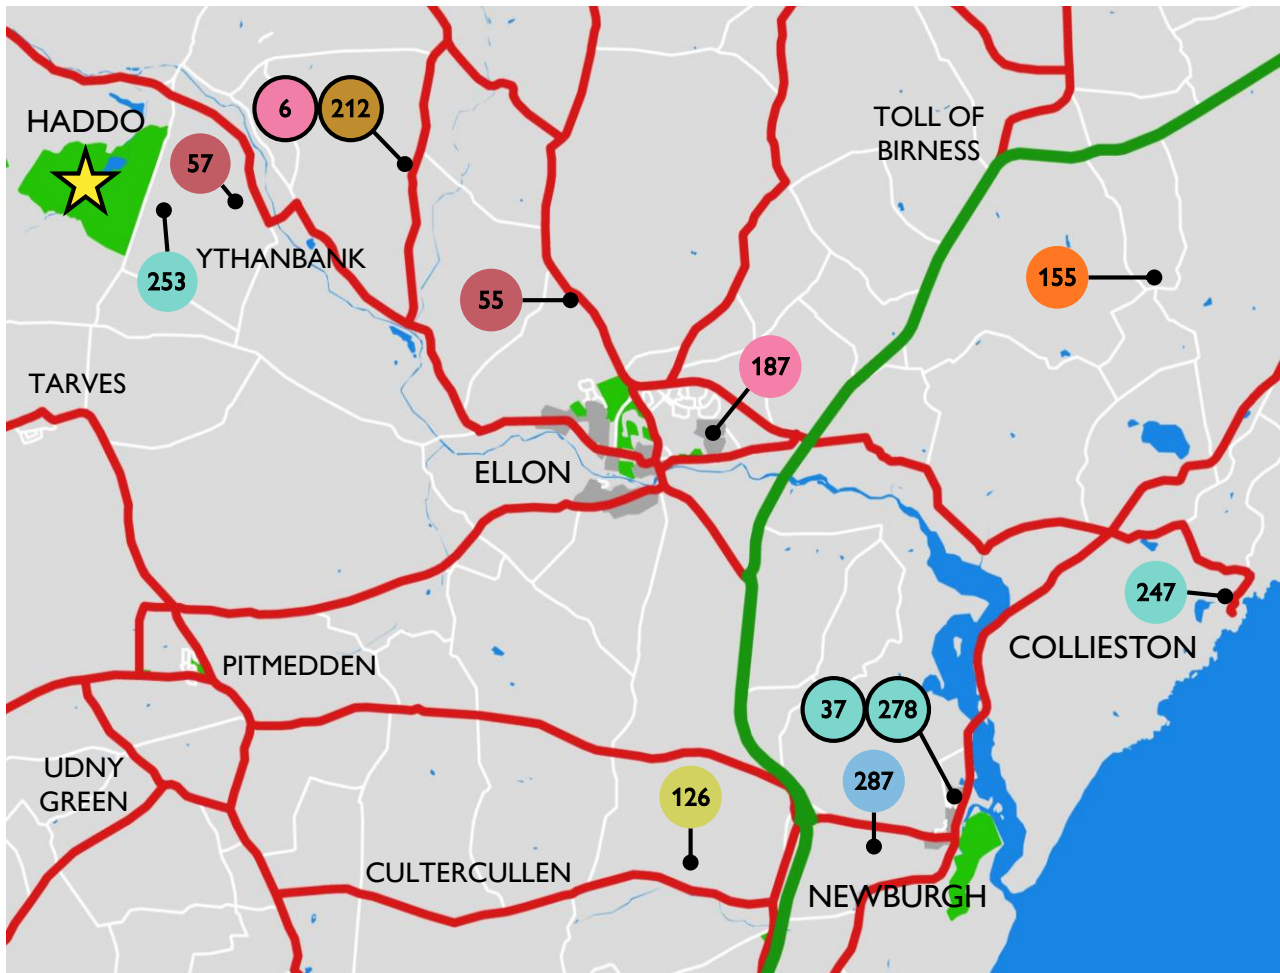 HADDO
6
212
TOLL OF
BIRNESS
57
253
YTHANBANK
55
155
187
TARVES
ELLON
247
COLLIESTON
PITMEDDEN
37
278
UDNY
GREEN
126
287
CULTERCULLEN
NEWBURGH